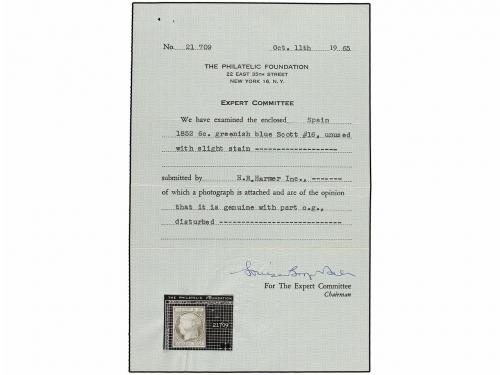 No. 21 709 Oct. 11th 1965
THE PHILATELIC FOUNDATION
22 EAST 35TH STREET
NEW YORK 16, N. Y.
EXPERT COMMITTEE
We have examined the enclosed Spain
1852 6c. greenish blue Scott #16, unused
with slight stain -------------------
submitted by H.R.Harmer Inc., -------
of which a photograph is attached and are of the opinion
that it is genuine with part o.g.,
disturbed ----------------------------
For The Expert Committee
Chairman
THE PHILATELIC FOUNDATION
21709